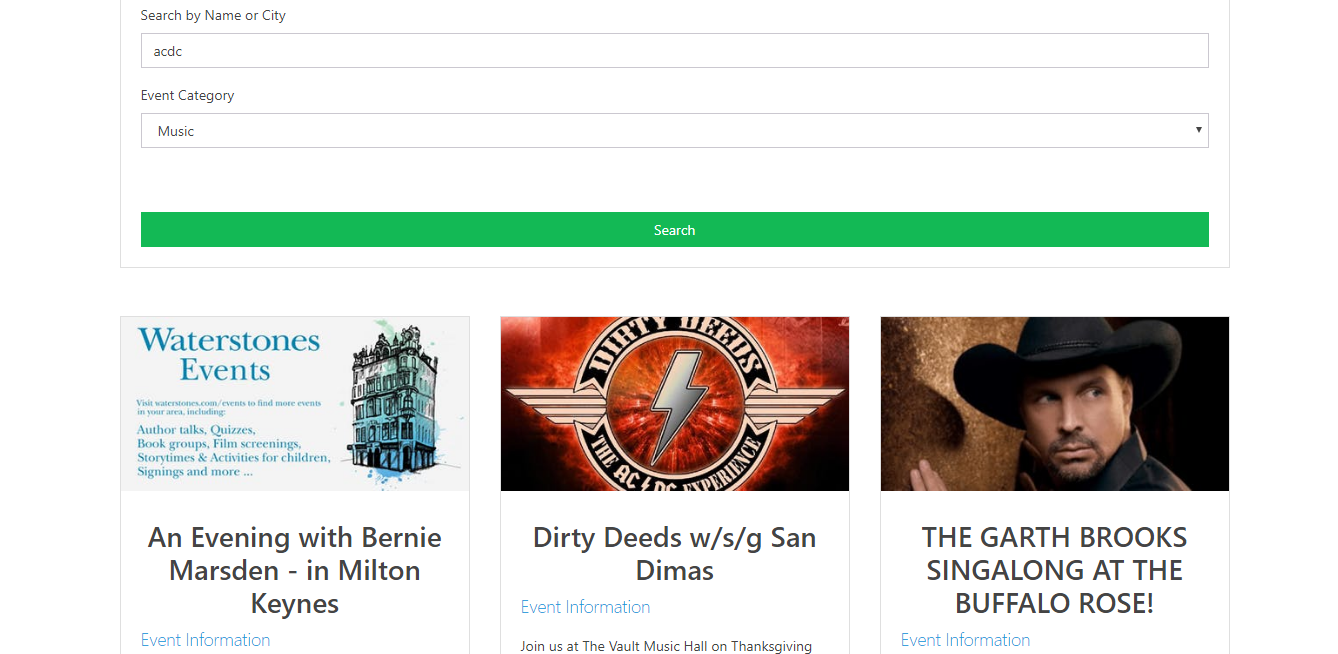 Search by Name or City
acdc
Event Category
Music
Search
Waterstones
Events
Visit waterstones.com/events to find more events
in your area, including:
Author talks, Quizzes,
Book groups, Film screenings,
Storytimes & Activities for children,
Signings and more ...
An Evening with Bernie
Marsden - in Milton
Keynes
Event Information
DIRTY DEEDS
THE AC DC EXPERIENCE
Dirty Deeds w/s/g San
Dimas
Event Information
Join us at The Vault Music Hall on Thanksgiving
THE GARTH BROOKS
SINGALONG AT THE
BUFFALO ROSE!
Event Information